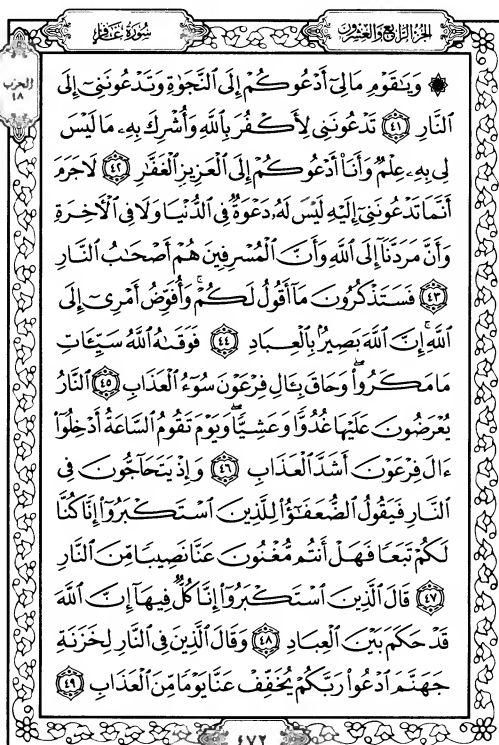 الجزء الرابع والعشرون
سورة غافر
الحزب
٤٨
۞ وَيَٰقَوْمِ مَا لِىٓ أَدْعُوكُمْ إِلَى ٱلنَّجَوٰةِ وَتَدْعُونَنِىٓ إِلَى
ٱلنَّارِ ٤١ تَدْعُونَنِى لِأَكْفُرَ بِٱللَّهِ وَأُشْرِكَ بِهِۦ مَا لَيْسَ
لِى بِهِۦ عِلْمٌ وَأَنَا۠ أَدْعُوكُمْ إِلَى ٱلْعَزِيزِ ٱلْغَفَّٰرِ ٤٢ لَا جَرَمَ
أَنَّمَا تَدْعُونَنِىٓ إِلَيْهِ لَيْسَ لَهُۥ دَعْوَةٌ فِى ٱلدُّنْيَا وَلَا فِى ٱلْءَاخِرَةِ
وَأَنَّ مَرَدَّنَآ إِلَى ٱللَّهِ وَأَنَّ ٱلْمُسْرِفِينَ هُمْ أَصْحَٰبُ ٱلنَّارِ
٤٣ فَسَتَذْكُرُونَ مَآ أَقُولُ لَكُمْ ۚ وَأُفَوِّضُ أَمْرِىٓ إِلَى
ٱللَّهِ ۚ إِنَّ ٱللَّهَ بَصِيرٌۢ بِٱلْعِبَادِ ٤٤ فَوَقَىٰهُ ٱللَّهُ سَيِّـَٔاتِ
مَا مَكَرُوا۟ ۖ وَحَاقَ بِـَٔالِ فِرْعَوْنَ سُوٓءُ ٱلْعَذَابِ ٤٥ ٱلنَّارُ
يُعْرَضُونَ عَلَيْهَا غُدُوًّا وَعَشِيًّا ۖ وَيَوْمَ تَقُومُ ٱلسَّاعَةُ أَدْخِلُوٓا۟
ءَالَ فِرْعَوْنَ أَشَدَّ ٱلْعَذَابِ ٤٦ وَإِذْ يَتَحَآجُّونَ فِى
ٱلنَّارِ فَيَقُولُ ٱلضُّعَفَٰٓؤُا۟ لِلَّذِينَ ٱسْتَكْبَرُوٓا۟ إِنَّا كُنَّا
لَكُمْ تَبَعًا فَهَلْ أَنتُم مُّغْنُونَ عَنَّا نَصِيبًا مِّنَ ٱلنَّارِ
٤٧ قَالَ ٱلَّذِينَ ٱسْتَكْبَرُوٓا۟ إِنَّا كُلٌّ فِيهَآ إِنَّ ٱللَّهَ
قَدْ حَكَمَ بَيْنَ ٱلْعِبَادِ ٤٨ وَقَالَ ٱلَّذِينَ فِى ٱلنَّارِ لِخَزَنَةِ
جَهَنَّمَ ٱدْعُوا۟ رَبَّكُمْ يُخَفِّفْ عَنَّا يَوْمًا مِّنَ ٱلْعَذَابِ ٤٩
٤٧٢